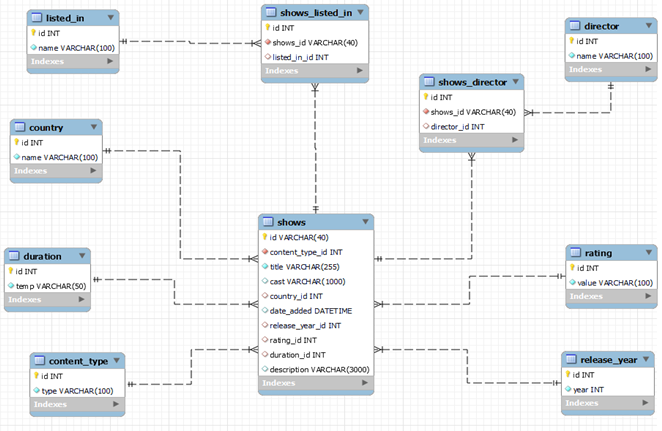 listed_in
id INT
name VARCHAR(100)
Indexes
shows_listed_in
id INT
shows_id VARCHAR(40)
listed_in_id INT
Indexes
director
id INT
name VARCHAR(100)
Indexes
shows_director
id INT
shows_id VARCHAR(40)
director_id INT
Indexes
country
id INT
name VARCHAR(100)
Indexes
shows
id VARCHAR(40)
content_type_id INT
title VARCHAR(255)
cast VARCHAR(1000)
country_id INT
date_added DATETIME
release_year_id INT
rating_id INT
duration_id INT
description VARCHAR(3000)
Indexes
duration
id INT
temp VARCHAR(50)
Indexes
rating
id INT
value VARCHAR(100)
Indexes
content_type
id INT
type VARCHAR(100)
Indexes
release_year
id INT
year INT
Indexes